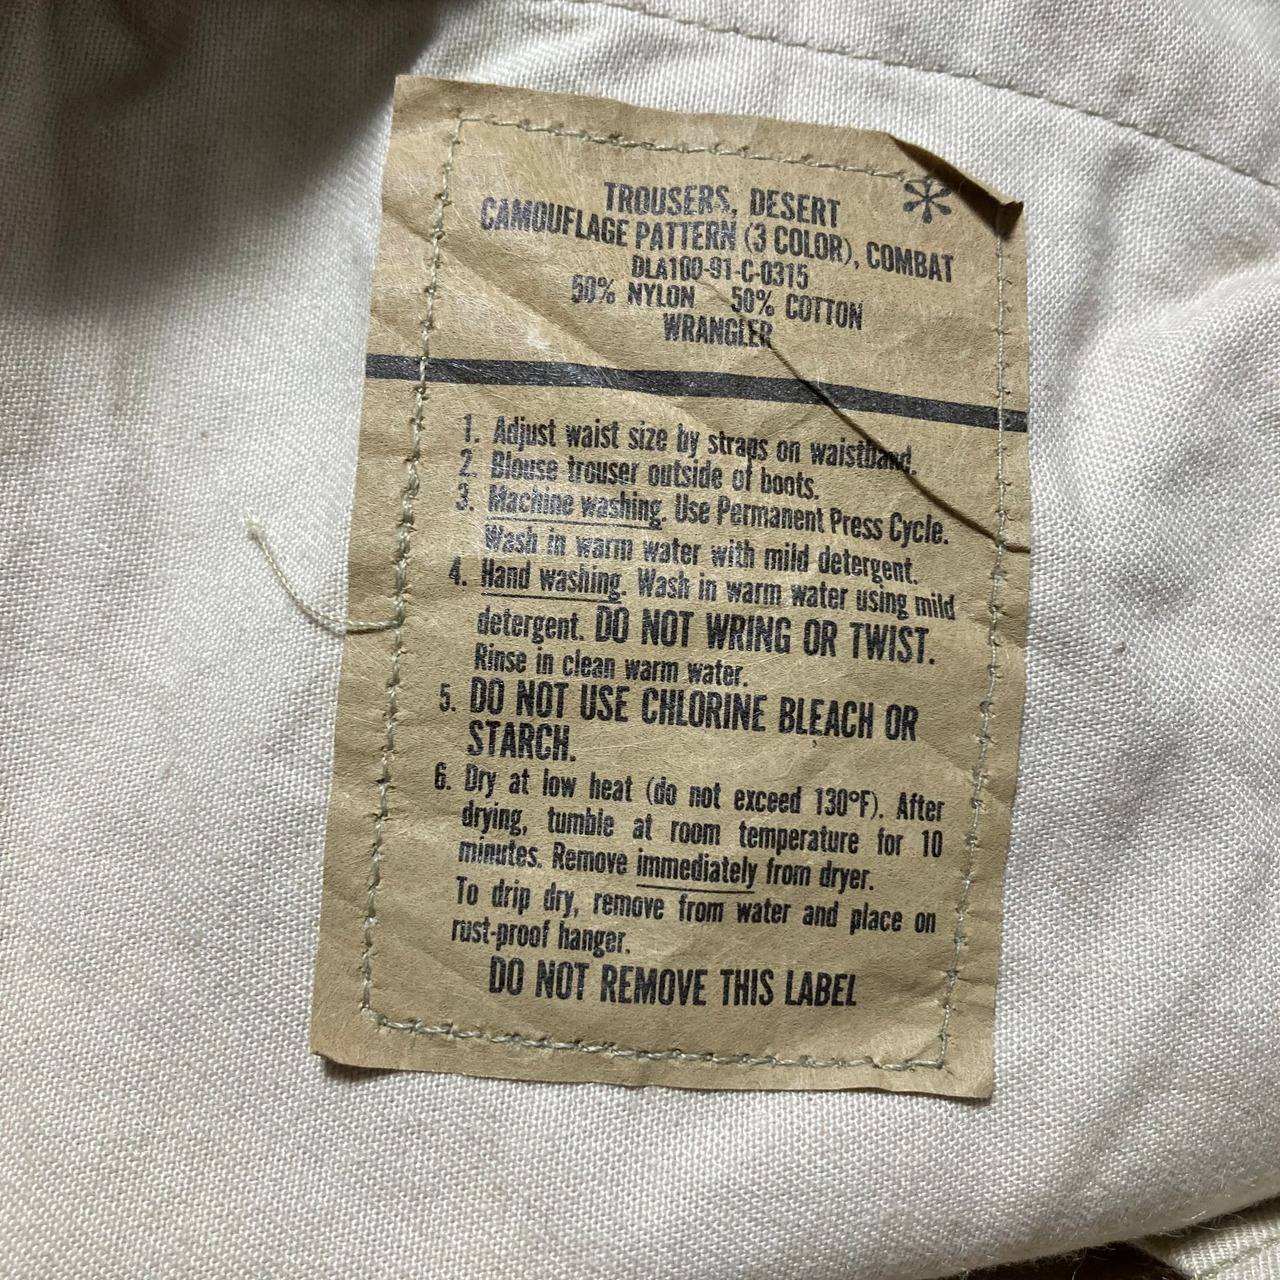 TROUSERS, DESERT
CAMOUFLAGE PATTERN (3 COLOR), COMBAT
DLA100-91-C-0315
50% NYLON 50% COTTON
WRANGLER
1. Adjust waist size by straps on waistband.
2. Blouse trouser outside of boots.
3. Machine washing. Use Permanent Press Cycle.
Wash in warm water with mild detergent.
4. Hand washing. Wash in warm water using mild
detergent. DO NOT WRING OR TWIST.
Rinse in clean warm water.
5. DO NOT USE CHLORINE BLEACH OR
STARCH.
6. Dry at low heat (do not exceed 130°F). After
drying, tumble at room temperature for 10
minutes. Remove immediately from dryer.
To drip dry, remove from water and place on
rust-proof hanger.
DO NOT REMOVE THIS LABEL